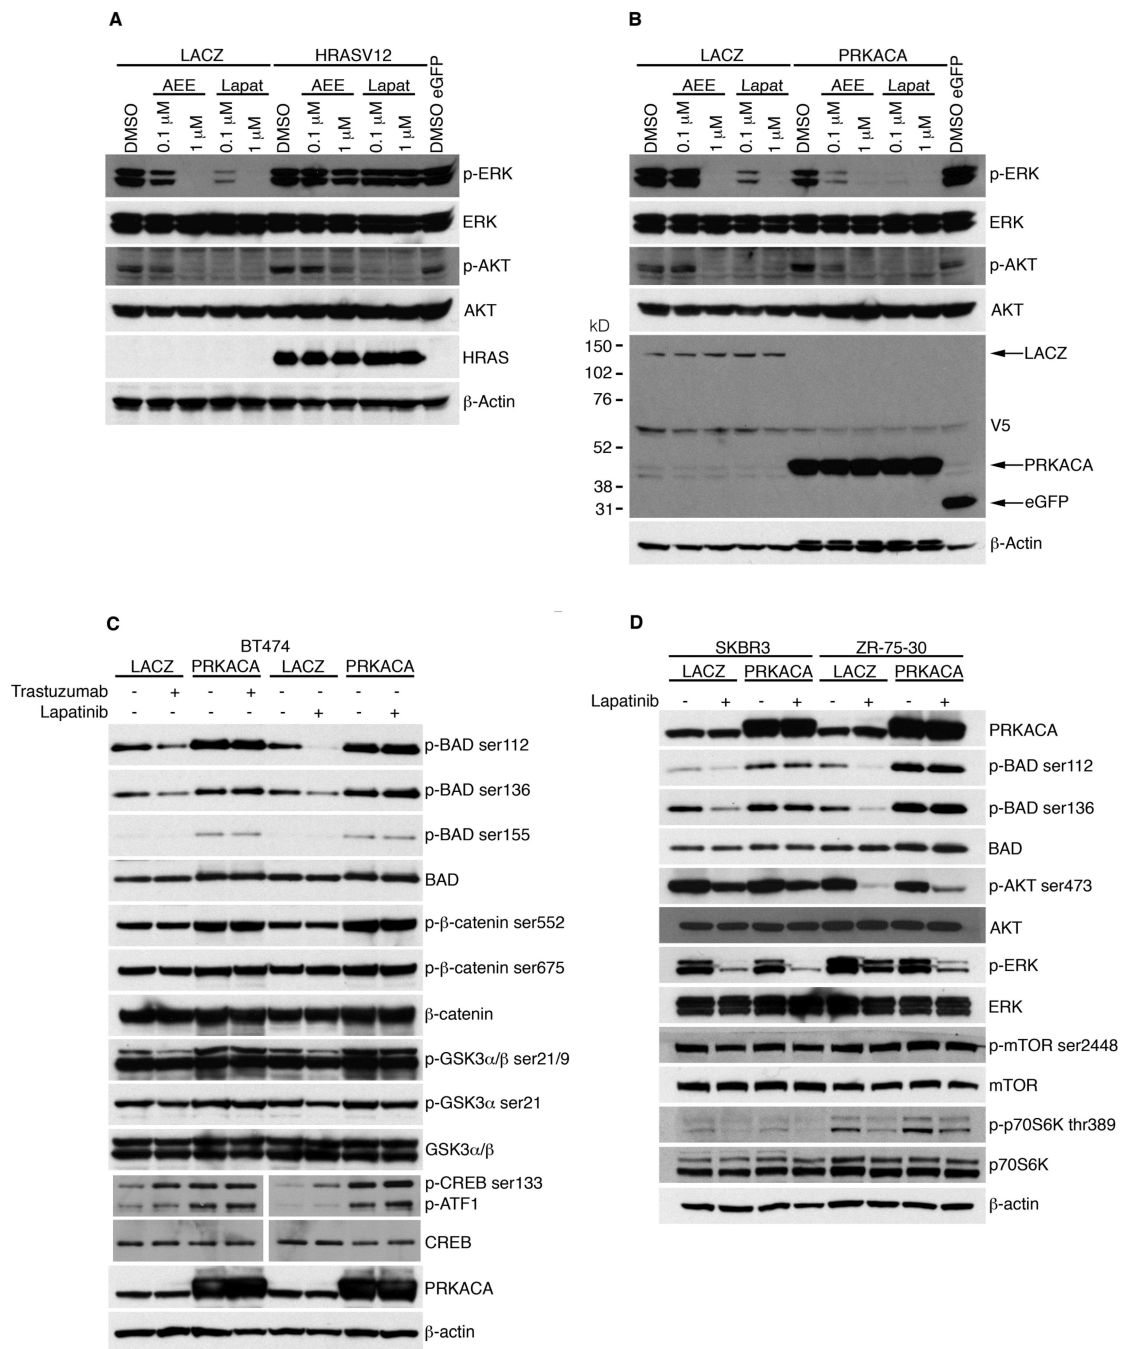 A
LACZ HRASV12
AEE Lapat AEE Lapat
DMSO 0.1 μM 1 μM 0.1 μM 1 μM DMSO 0.1 μM 1 μM 0.1 μM 1 μM DMSO eGFP
p-ERK
ERK
p-AKT
AKT
HRAS
β-Actin
B
LACZ PRKACA
AEE Lapat AEE Lapat
DMSO 0.1 μM 1 μM 0.1 μM 1 μM DMSO 0.1 μM 1 μM 0.1 μM 1 μM DMSO eGFP
p-ERK
ERK
p-AKT
AKT
kD
150
LACZ
102
76
V5
52
PRKACA
38
eGFP
31
β-Actin
C
BT474
LACZ PRKACA LACZ PRKACA
Trastuzumab - + - + - - - -
Lapatinib - - - - - + - +
p-BAD ser112
p-BAD ser136
p-BAD ser155
BAD
p-β-catenin ser552
p-β-catenin ser675
β-catenin
p-GSK3α/β ser21/9
p-GSK3α ser21
GSK3α/β
p-CREB ser133
p-ATF1
CREB
PRKACA
β-actin
D
SKBR3 ZR-75-30
LACZ PRKACA LACZ PRKACA
Lapatinib - + - + - + - +
PRKACA
p-BAD ser112
p-BAD ser136
BAD
p-AKT ser473
AKT
p-ERK
ERK
p-mTOR ser2448
mTOR
p-p70S6K thr389
p70S6K
β-actin